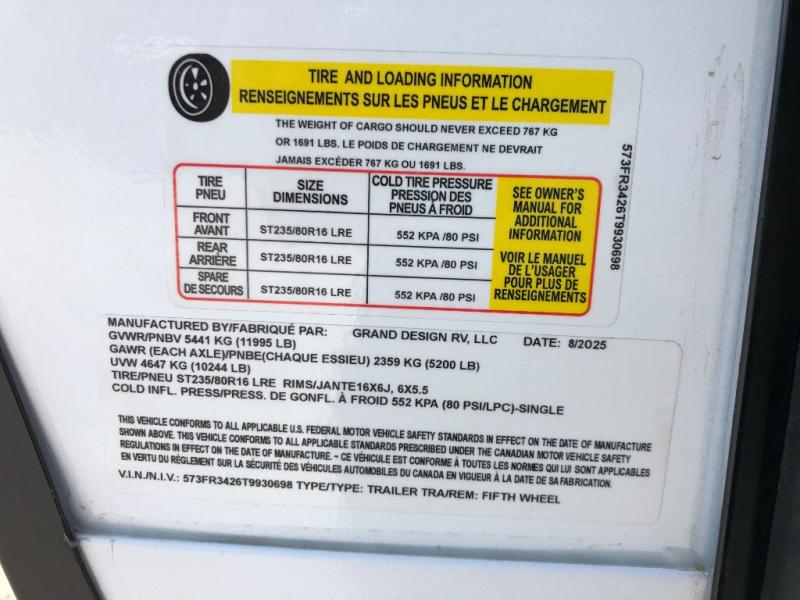 TIRE AND LOADING INFORMATION
RENSEIGNEMENTS SUR LES PNEUS ET LE CHARGEMENT
THE WEIGHT OF CARGO SHOULD NEVER EXCEED 767 KG
OR 1691 LBS. LE POIDS DE CHARGEMENT NE DEVRAIT
JAMAIS EXCÉDER 767 KG OU 1691 LBS.
TIRE
PNEU
SIZE
DIMENSIONS
COLD TIRE PRESSURE
PRESSION DES
PNEUS À FROID
FRONT
AVANT
ST235/80R16 LRE
552 KPA /80 PSI
REAR
ARRIÈRE
ST235/80R16 LRE
552 KPA /80 PSI
SPARE
DE SECOURS
ST235/80R16 LRE
552 KPA /80 PSI
SEE OWNER'S
MANUAL FOR
ADDITIONAL
INFORMATION
VOIR LE MANUEL
DE L'USAGER
POUR PLUS DE
RENSEIGNEMENTS
573FR3426T9930698
MANUFACTURED BY/FABRIQUÉ PAR: GRAND DESIGN RV, LLC DATE: 8/2025
GVWR/PNBV 5441 KG (11995 LB)
GAWR (EACH AXLE)/PNBE(CHAQUE ESSIEU) 2359 KG (5200 LB)
UVW 4647 KG (10244 LB)
TIRE/PNEU ST235/80R16 LRE RIMS/JANTE16X6J, 6X5.5
COLD INFL. PRESS/PRESS. DE GONFL. À FROID 552 KPA (80 PSI/LPC)-SINGLE
THIS VEHICLE CONFORMS TO ALL APPLICABLE U.S. FEDERAL MOTOR VEHICLE SAFETY STANDARDS IN EFFECT ON THE DATE OF MANUFACTURE
SHOWN ABOVE. THIS VEHICLE CONFORMS TO ALL APPLICABLE STANDARDS PRESCRIBED UNDER THE CANADIAN MOTOR VEHICLE SAFETY
REGULATIONS IN EFFECT ON THE DATE OF MANUFACTURE. ~ CE VÉHICULE EST CONFORME À TOUTES LES NORMES QUI LUI SONT APPLICABLES
EN VERTU DU RÈGLEMENT SUR LA SÉCURITÉ DES VÉHICULES AUTOMOBILES DU CANADA EN VIGUEUR À LA DATE DE SA FABRICATION.
V.I.N./N.I.V.: 573FR3426T9930698 TYPE/TYPE: TRAILER TRA/REM: FIFTH WHEEL